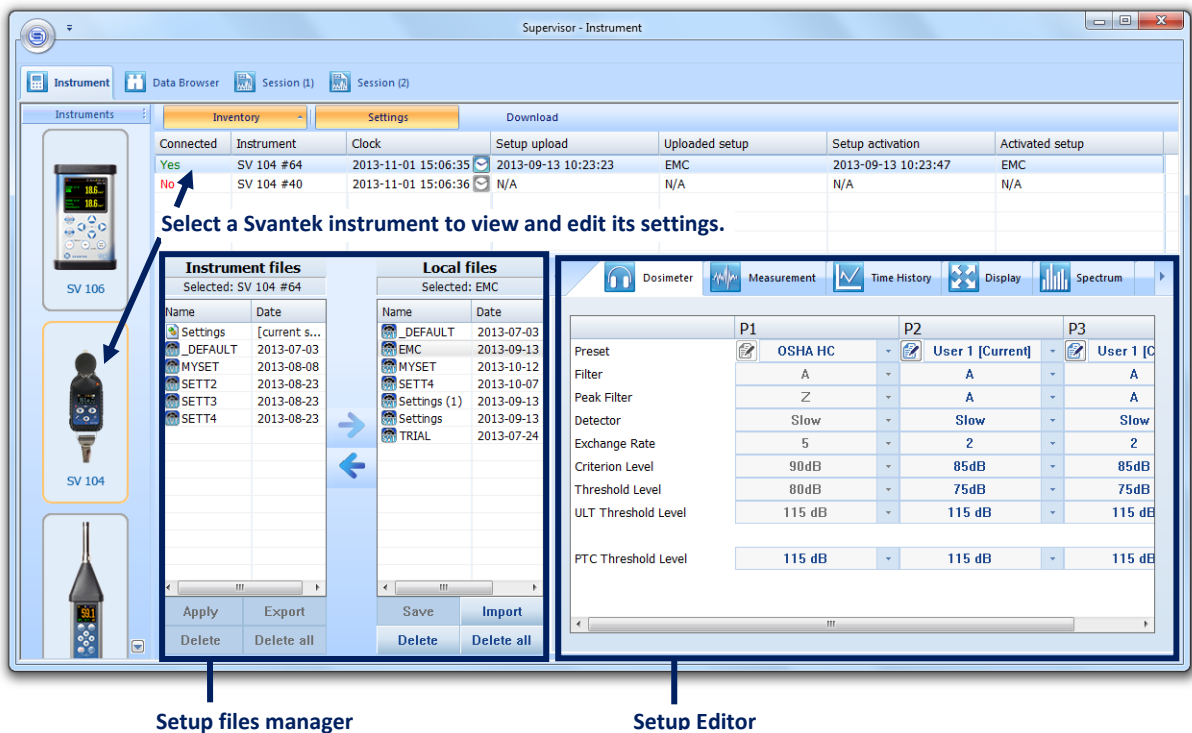 Supervisor - Instrument
Instrument Data Browser Session (1) Session (2)
Instruments
Inventory Settings Download
Connected Instrument Clock Setup upload Uploaded setup Setup activation Activated setup
Yes SV 104 #64 2013-11-01 15:06:35 2013-09-13 10:23:23 EMC 2013-09-13 10:23:47 EMC
No SV 104 #40 2013-11-01 15:06:36 N/A N/A N/A N/A
Select a Svantek instrument to view and edit its settings.
18.6
18.6
SV 106
SV 104
59.1
Instrument files
Selected: SV 104 #64
Name Date
Settings [current s...
_DEFAULT 2013-07-03
MYSET 2013-08-08
SETT2 2013-08-23
SETT3 2013-08-23
SETT4 2013-08-23
Apply Export
Delete Delete all
Local files
Selected: EMC
Name Date
_DEFAULT 2013-07-03
EMC 2013-09-13
MYSET 2013-10-12
SETT4 2013-10-07
Settings (1) 2013-09-13
Settings 2013-09-13
TRIAL 2013-07-24
Save Import
Delete Delete all
Dosimeter Measurement Time History Display Spectrum
P1 P2 P3
Preset OSHA HC User 1 [Current] User 1 [C
Filter A A A
Peak Filter Z A A
Detector Slow Slow Slow
Exchange Rate 5 2 2
Criterion Level 90dB 85dB 85dB
Threshold Level 80dB 75dB 75dB
ULT Threshold Level 115 dB 115 dB 115 dB
PTC Threshold Level 115 dB 115 dB 115 dB
Setup files manager
Setup Editor